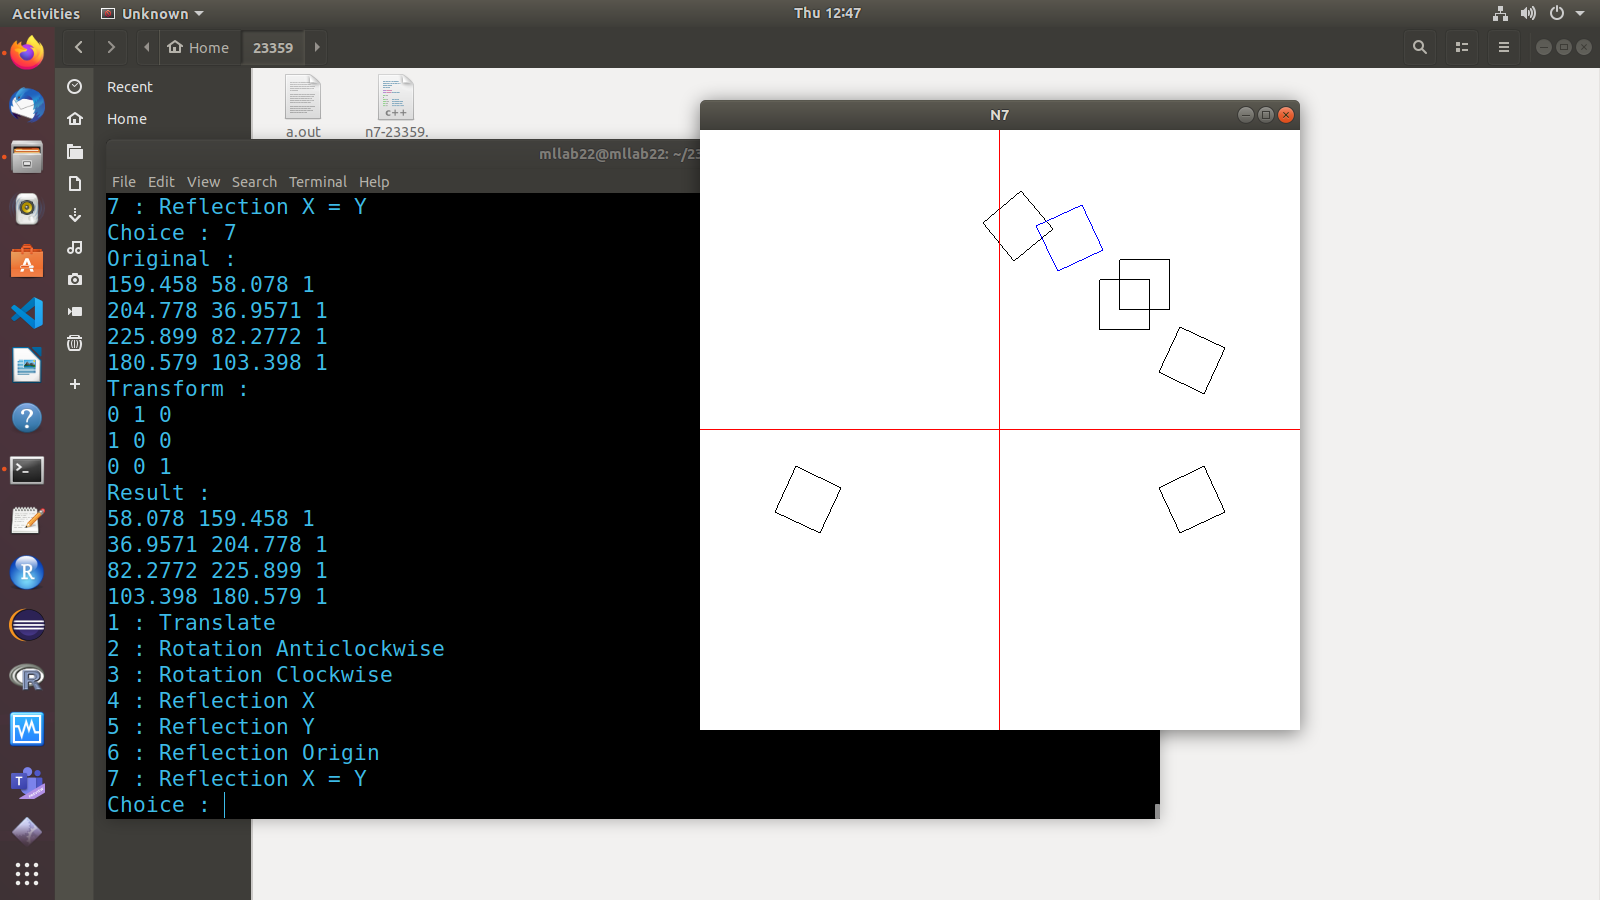 Activities
Unknown
Thu 12:47
Home
23359
Recent
Home
a.out
n7-23359.
N7
mllab22@mllab22: ~/23
File Edit View Search Terminal Help
7 : Reflection X = Y
Choice : 7
Original :
159.458 58.078 1
204.778 36.9571 1
225.899 82.2772 1
180.579 103.398 1
Transform :
0 1 0
1 0 0
0 0 1
Result :
58.078 159.458 1
36.9571 204.778 1
82.2772 225.899 1
103.398 180.579 1
1 : Translate
2 : Rotation Anticlockwise
3 : Rotation Clockwise
4 : Reflection X
5 : Reflection Y
6 : Reflection Origin
7 : Reflection X = Y
Choice :